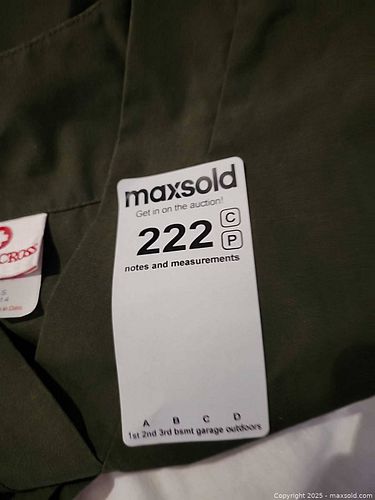 maxsold
Get in on the auction!
222
C
P
notes and measurements
CROSS
A B C D
1st 2nd 3rd bsmt garage outdoors
Copyright © 2025 - maxsold.com